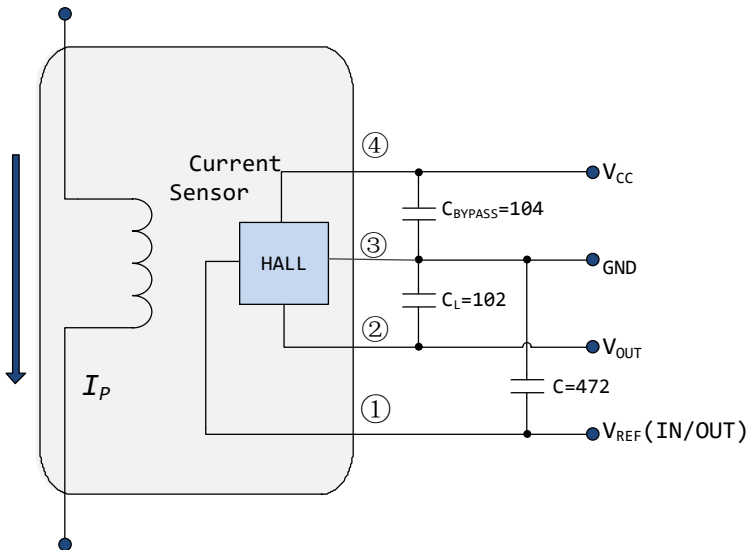 ④
Current
Sensor
V_CC
C_BYPASS=104
③
HALL
GND
C_L=102
②
V_OUT
I_P
C=472
①
V_REF(IN/OUT)